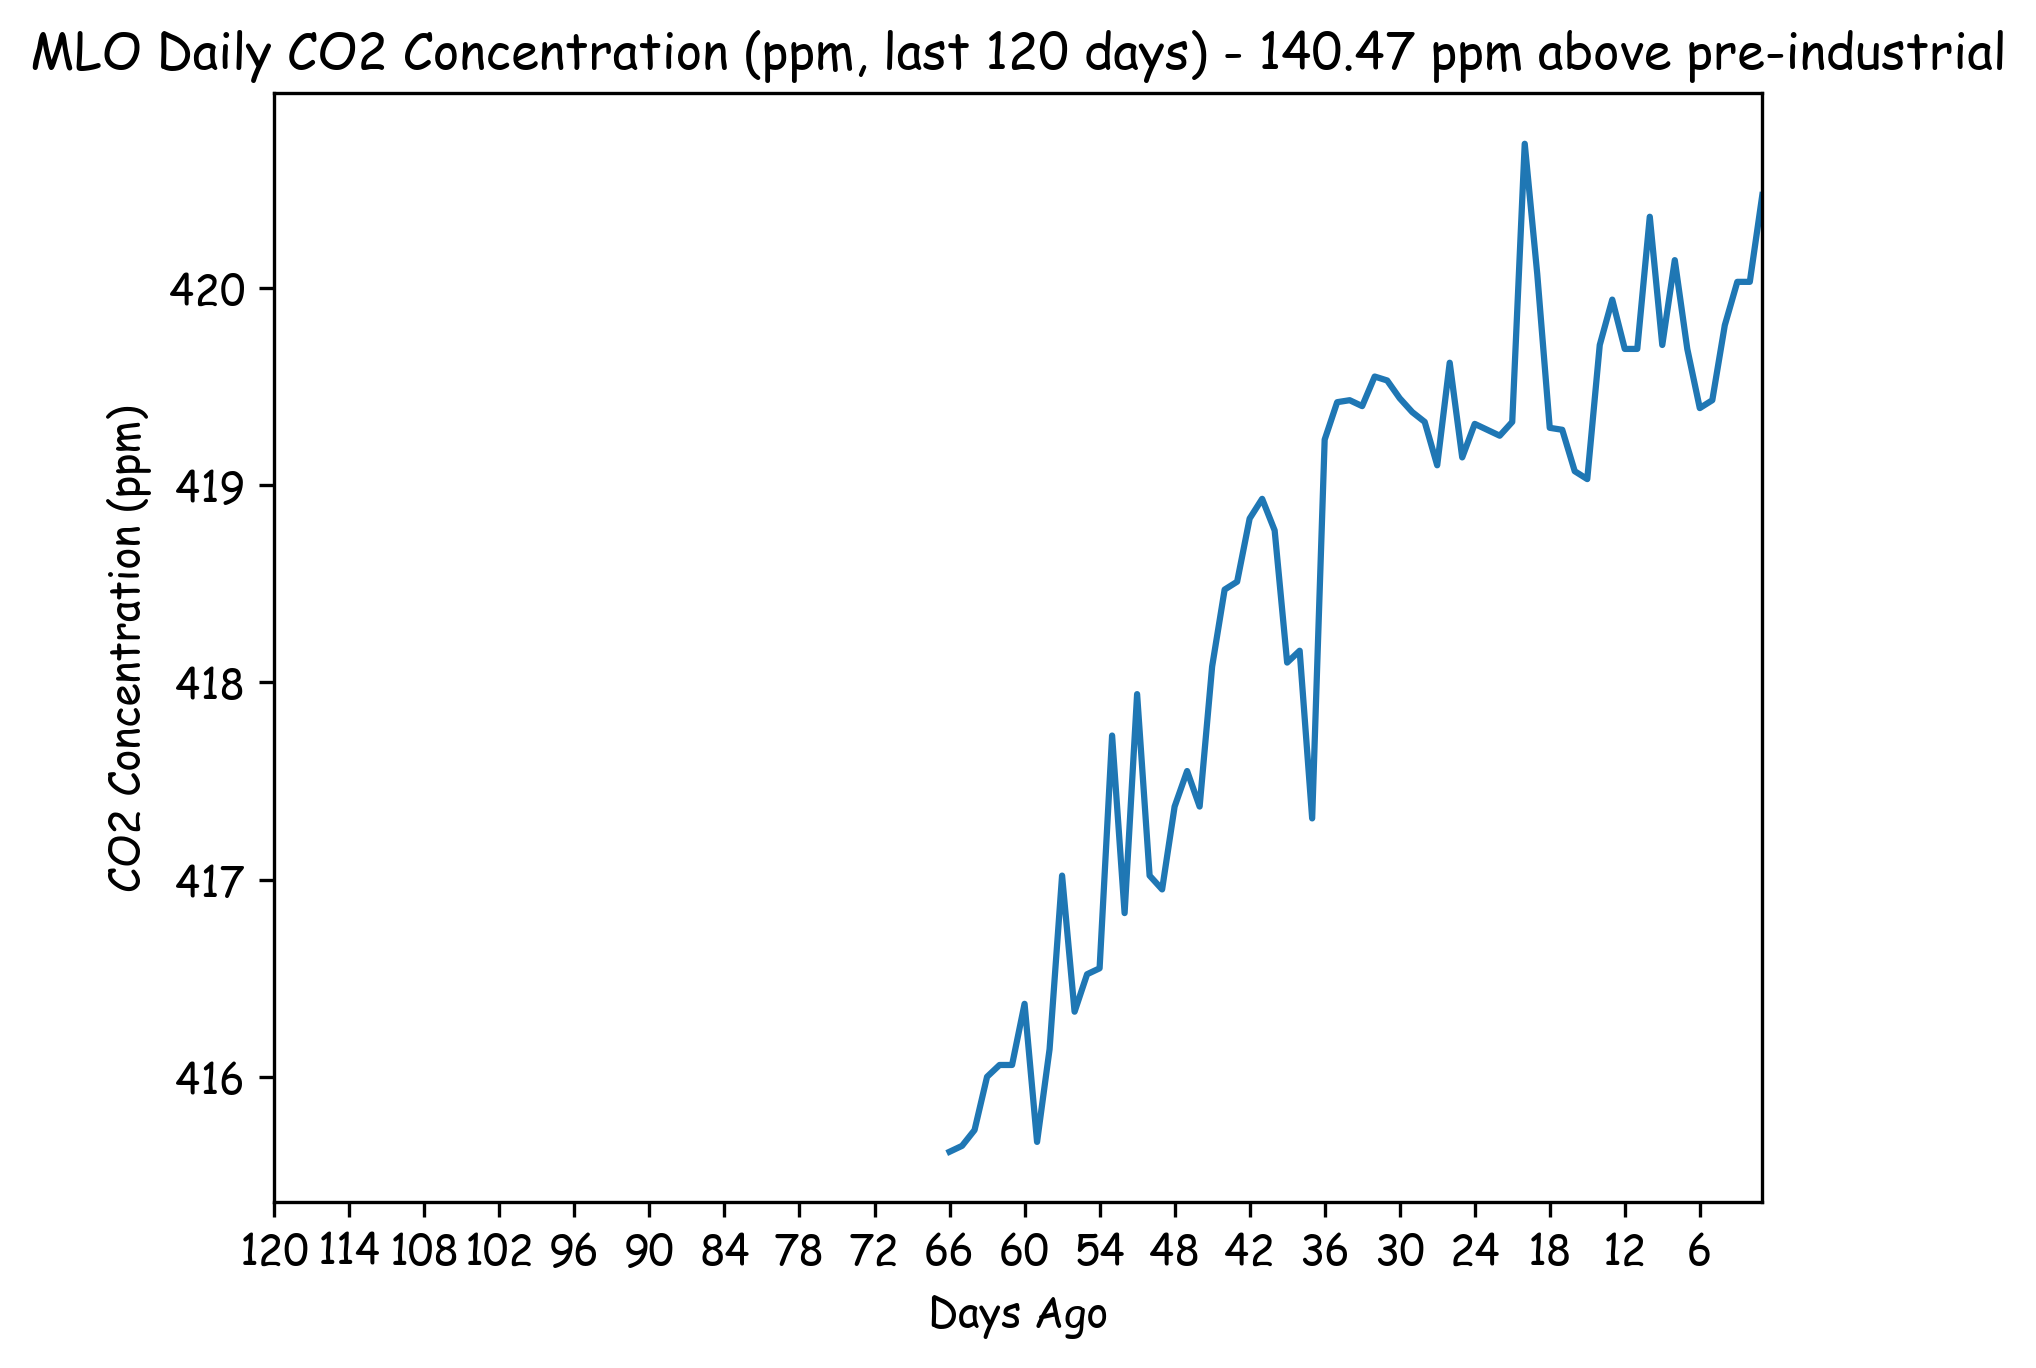 MLO Daily CO2 Concentration (ppm, last 120 days) - 140.47 ppm above pre-industrial
420
419
418
417
416
CO2 Concentration (ppm)
120 114 108 102 96 90 84 78 72 66 60 54 48 42 36 30 24 18 12 6
Days Ago